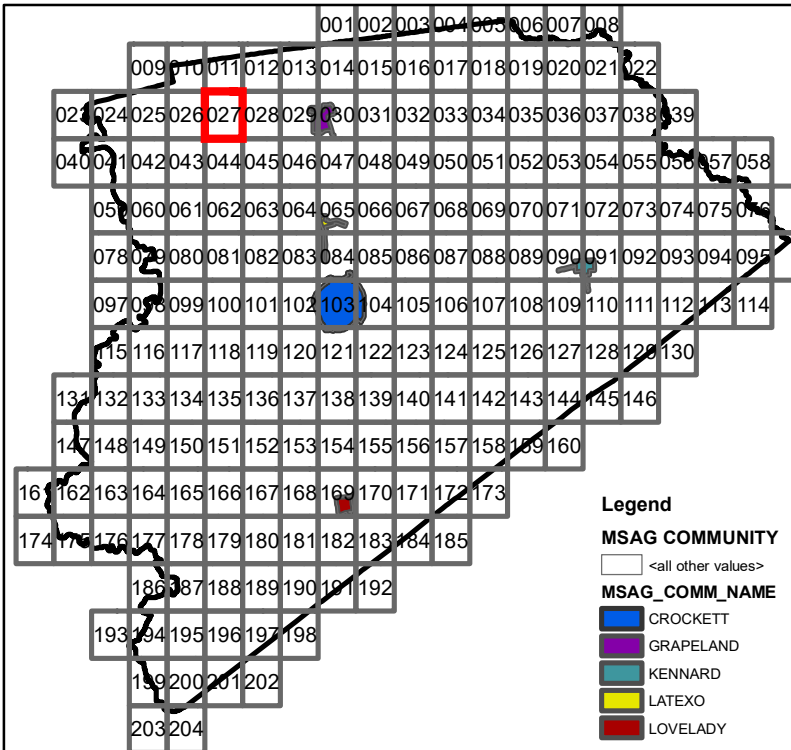 001 002 003 004 005 006 007 008
009 010 011 012 013 014 015 016 017 018 019 020 021 022
023 024 025 026 027 028 029 030 031 032 033 034 035 036 037 038 039
040 041 042 043 044 045 046 047 048 049 050 051 052 053 054 055 056 057 058
059 060 061 062 063 064 065 066 067 068 069 070 071 072 073 074 075 076
078 079 080 081 082 083 084 085 086 087 088 089 090 091 092 093 094 095
097 098 099 100 101 102 103 104 105 106 107 108 109 110 111 112 113 114
115 116 117 118 119 120 121 122 123 124 125 126 127 128 129 130
131 132 133 134 135 136 137 138 139 140 141 142 143 144 145 146
147 148 149 150 151 152 153 154 155 156 157 158 159 160
161 162 163 164 165 166 167 168 169 170 171 172 173
174 175 176 177 178 179 180 181 182 183 184 185
186 187 188 189 190 191 192
193 194 195 196 197 198
199 200 201 202
203 204
Legend
MSAG COMMUNITY
<all other values>
MSAG_COMM_NAME
CROCKETT
GRAPELAND
KENNARD
LATEXO
LOVELADY